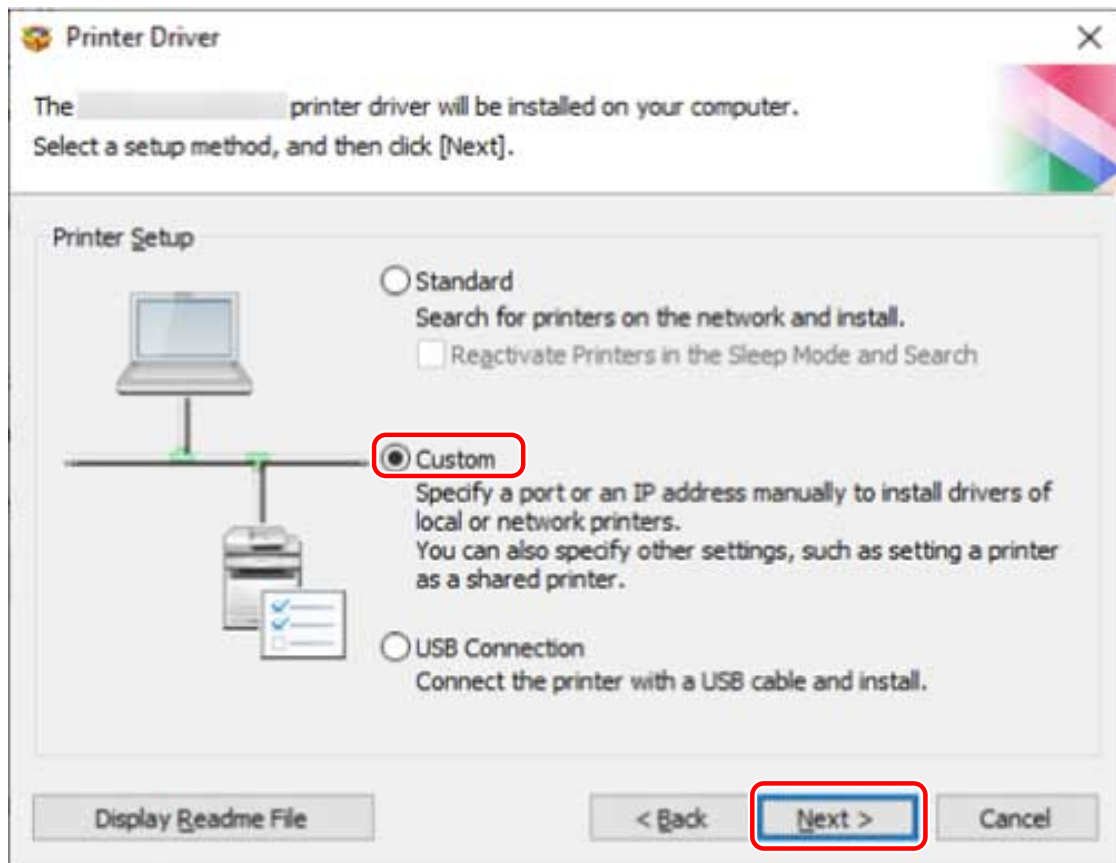 Printer Driver
The printer driver will be installed on your computer.
Select a setup method, and then click [Next].
Printer Setup
Standard
Search for printers on the network and install.
Reactivate Printers in the Sleep Mode and Search
Custom
Specify a port or an IP address manually to install drivers of
local or network printers.
You can also specify other settings, such as setting a printer
as a shared printer.
USB Connection
Connect the printer with a USB cable and install.
Display Readme File
< Back
Next >
Cancel